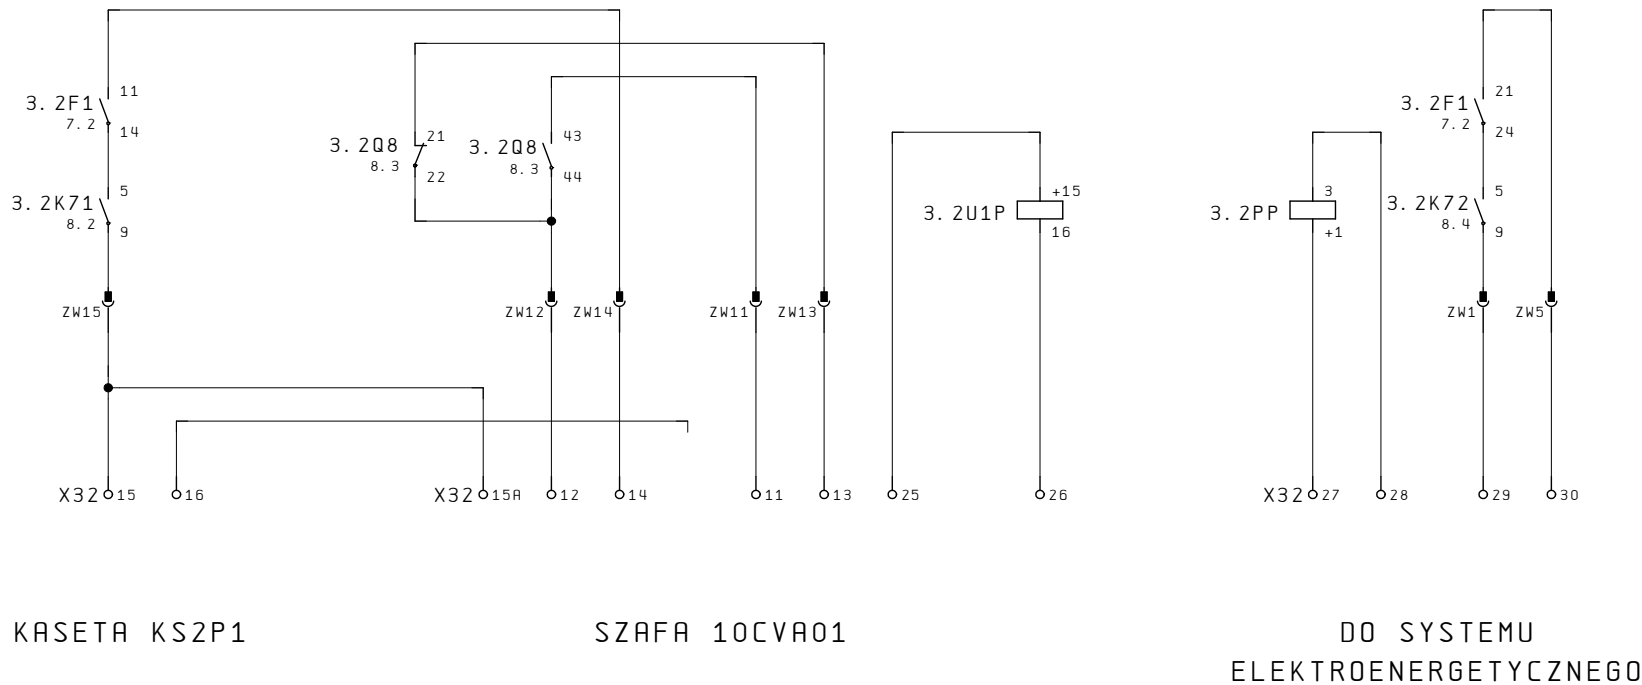 3.2F1
7.2
11
14
3.2K71
8.2
5
9
3.2Q8
8.3
21
22
3.2Q8
8.3
43
44
3.2U1P
+15
16
3.2PP
3
+1
3.2F1
7.2
21
24
3.2K72
8.4
5
9
ZW15
ZW12
ZW14
ZW11
ZW13
ZW1
ZW5
X32 15
16
X32 15A
12
14
11
13
25
26
X32 27
28
29
30
KASETA KS2P1
SZAFA 10CVA01
DO SYSTEMU
ELEKTROENERGETYCZNEGO